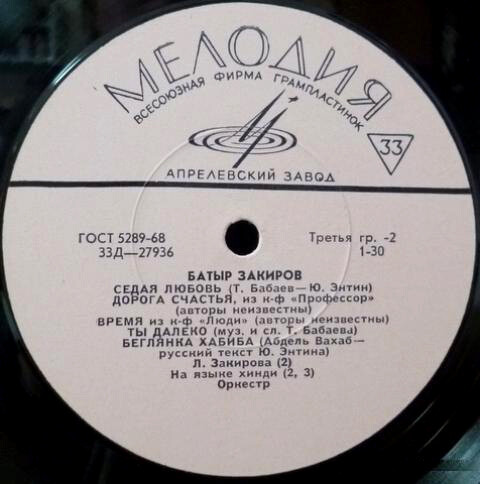 МЕЛОДИЯ
ВСЕСОЮЗНАЯ ФИРМА ГРАМПЛАСТИНОК
33
АПРЕЛЕВСКИЙ ЗАВОД
ГОСТ 5289-68
Третья гр. -2
33Д—27936
1-30
БАТЫР ЗАКИРОВ
СЕДАЯ ЛЮБОВЬ (Т. Бабаев—Ю. Энтин)
ДОРОГА СЧАСТЬЯ, из к-ф «Профессор»
(авторы неизвестны)
ВРЕМЯ из к-ф «Люди» (авторы неизвестны)
ТЫ ДАЛЕКО (муз. и сл. Т. Бабаева)
БЕГЛЯНКА ХАБИБА (Абдель Вахаб—
русский текст Ю. Энтина)
Л. Закирова (2)
На языке хинди (2, 3)
Оркестр